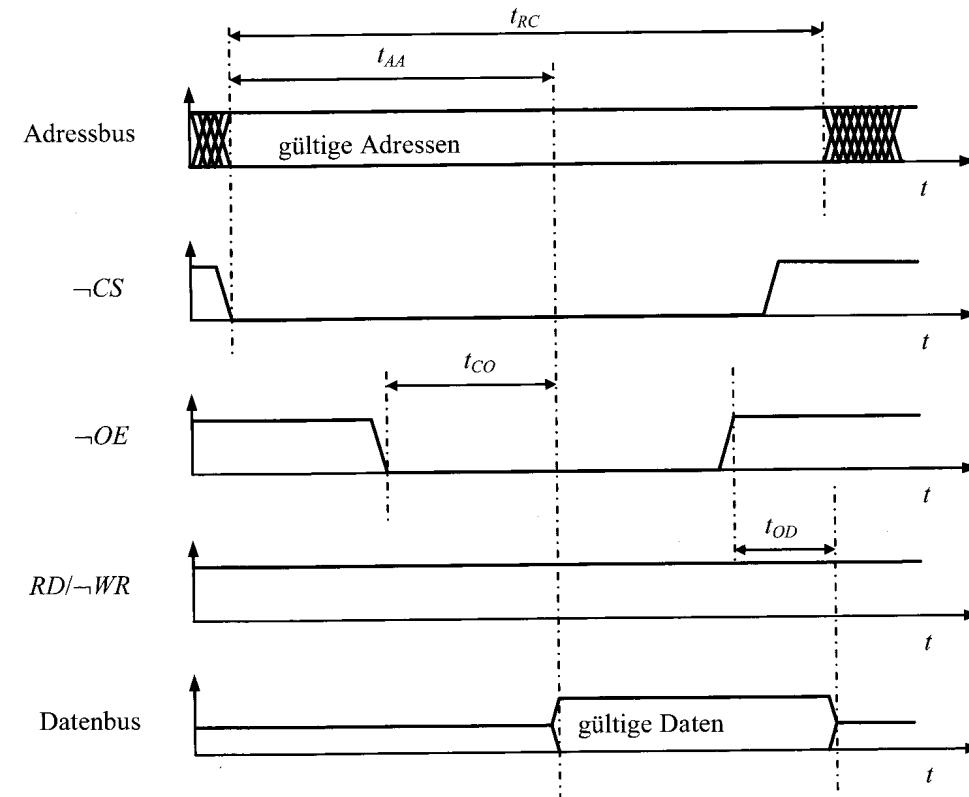 t_RC
t_AA
Adressbus
gültige Adressen
t
¬CS
t
t_CO
¬OE
t
t_OD
RD/¬WR
t
Datenbus
gültige Daten
t